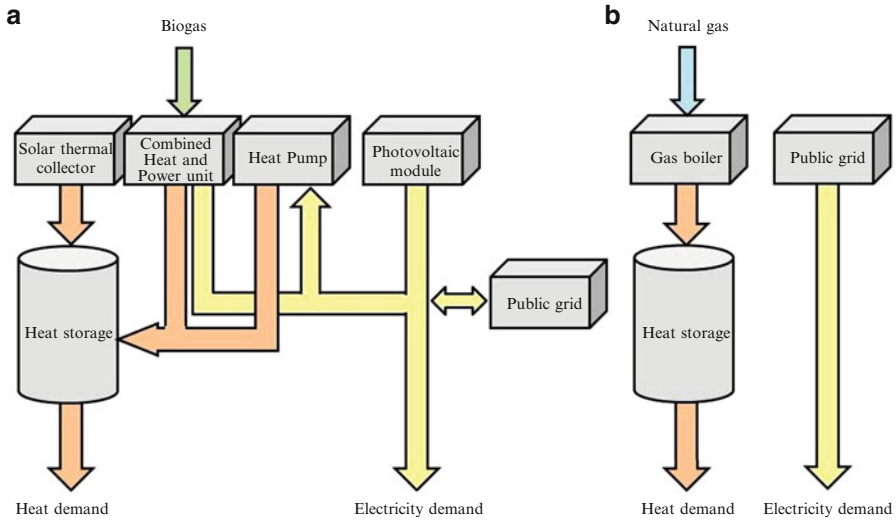 a
Biogas
Solar thermal
collector
Combined
Heat and
Power unit
Heat Pump
Photovoltaic
module
Public grid
Heat storage
Heat demand
Electricity demand
b
Natural gas
Gas boiler
Public grid
Heat storage
Heat demand
Electricity demand